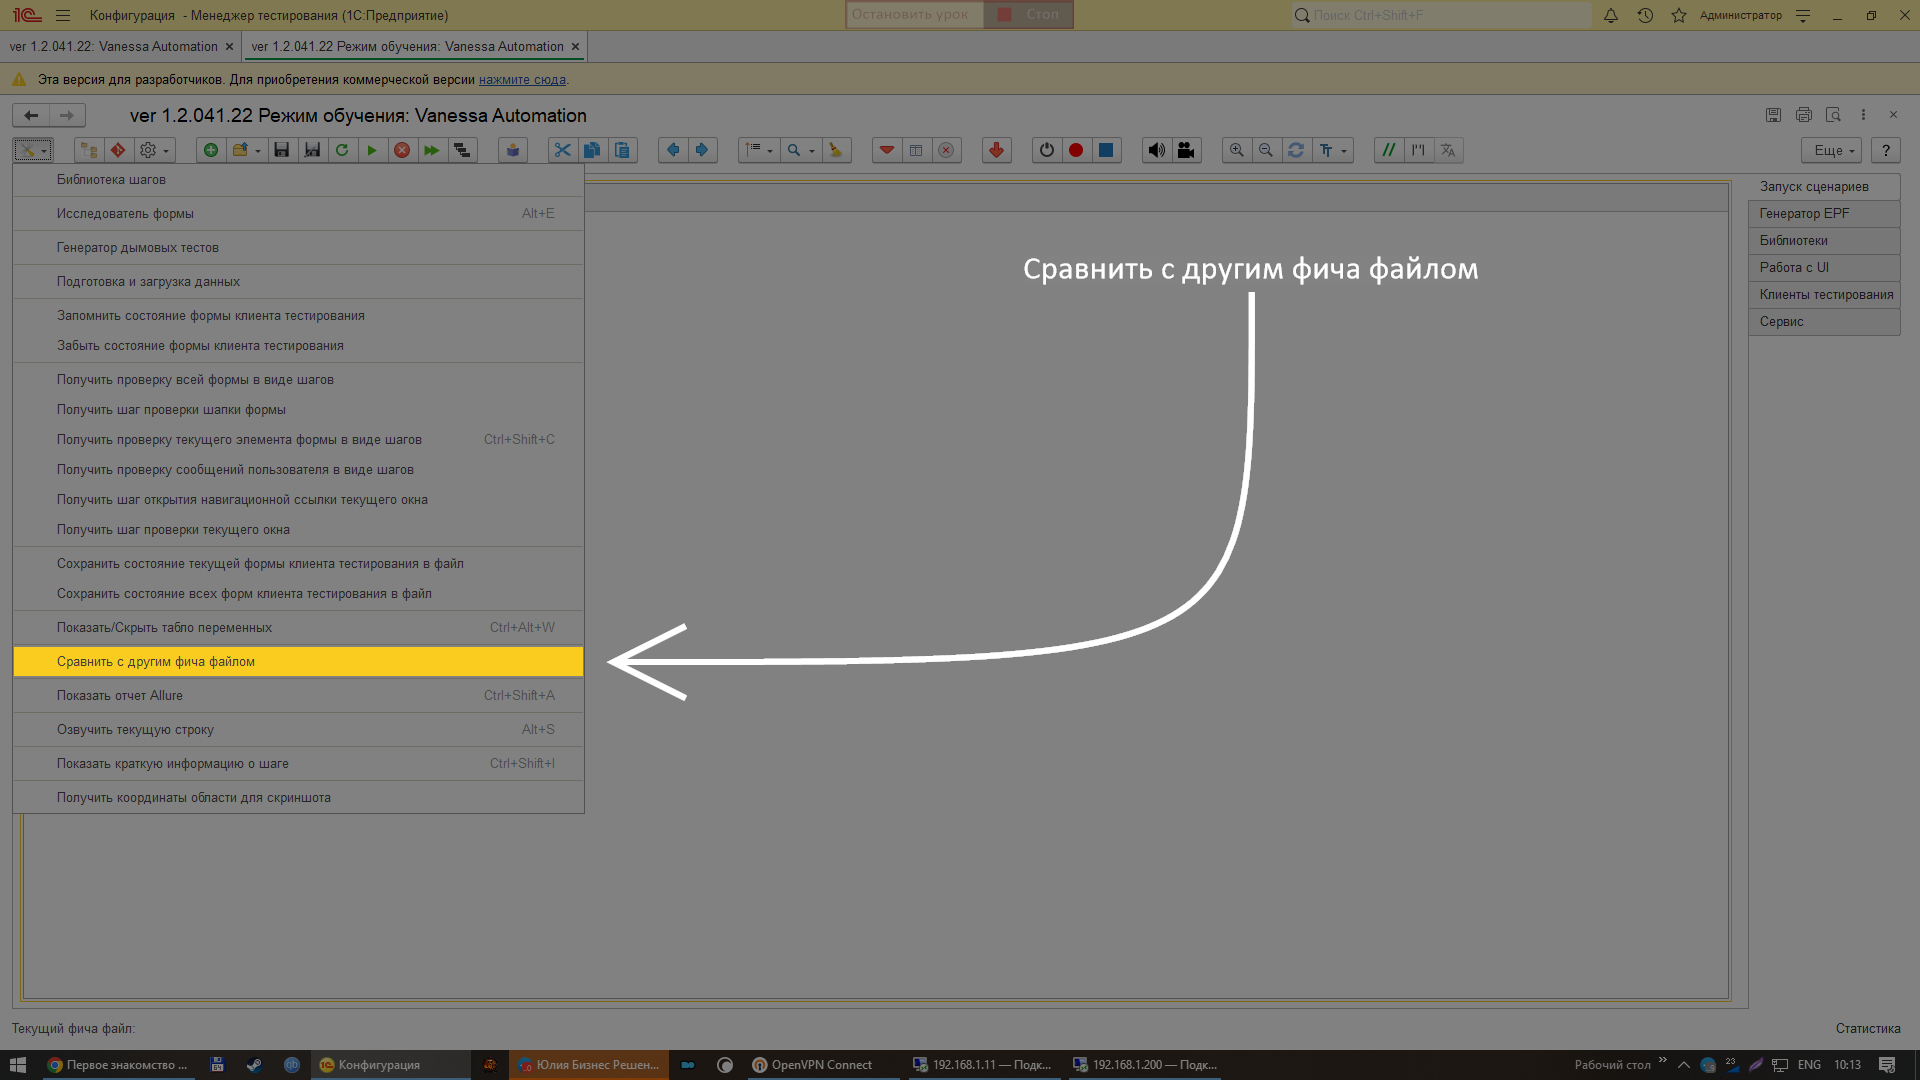 Конфигурация - Менеджер тестирования (1С:Предприятие)
Остановить урок
Стоп
Поиск Ctrl+Shift+F
Администратор
ver 1.2.041.22: Vanessa Automation
ver 1.2.041.22 Режим обучения: Vanessa Automation
Эта версия для разработчиков. Для приобретения коммерческой версии нажмите сюда.
ver 1.2.041.22 Режим обучения: Vanessa Automation
Еще
?
Библиотека шагов
Исследователь формы Alt+E
Генератор дымовых тестов
Подготовка и загрузка данных
Запомнить состояние формы клиента тестирования
Забыть состояние формы клиента тестирования
Получить проверку всей формы в виде шагов
Получить шаг проверки шапки формы
Получить проверку текущего элемента формы в виде шагов Ctrl+Shift+C
Получить проверку сообщений пользователя в виде шагов
Получить шаг открытия навигационной ссылки текущего окна
Получить шаг проверки текущего окна
Сохранить состояние текущей формы клиента тестирования в файл
Сохранить состояние всех форм клиента тестирования в файл
Показать/Скрыть табло переменных Ctrl+Alt+W
Сравнить с другим фича файлом
Показать отчет Allure Ctrl+Shift+A
Озвучить текущую строку Alt+S
Показать краткую информацию о шаге Ctrl+Shift+I
Получить координаты области для скриншота
Сравнить с другим фича файлом
Запуск сценариев
Генератор EPF
Библиотеки
Работа с UI
Клиенты тестирования
Сервис
Текущий фича файл:
Статистика
Первое знакомство ...
Конфигурация
Юлия Бизнес Решен...
OpenVPN Connect
192.168.1.11 — Подк...
192.168.1.200 — Подк...
Рабочий стол
23
ENG
10:13